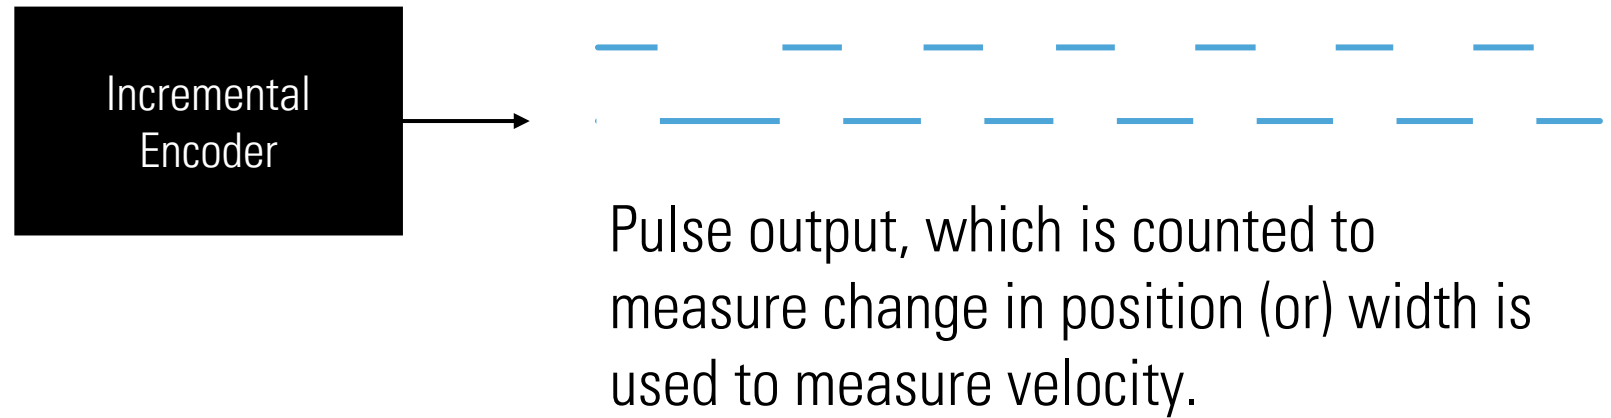 Incremental
Encoder
Pulse output, which is counted to
measure change in position (or) width is
used to measure velocity.